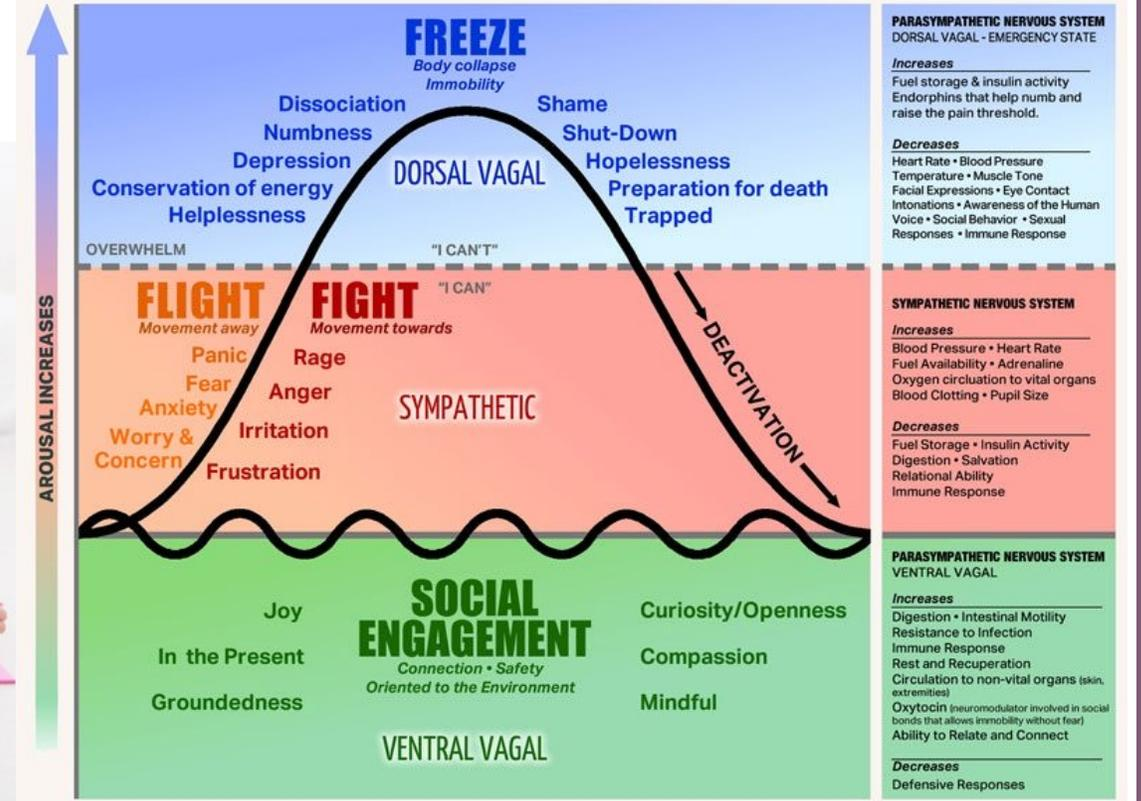 AROUSAL INCREASES
FREEZE
Body collapse
Immobility
Dissociation
Numbness
Depression
Conservation of energy
Helplessness
DORSAL VAGAL
Shame
Shut-Down
Hopelessness
Preparation for death
Trapped
OVERWHELM
"I CAN'T"
"I CAN"
FLIGHT
Movement away
Panic
Fear
Anxiety
Worry &
Concern
FIGHT
Movement towards
Rage
Anger
Irritation
Frustration
SYMPATHETIC
DEACTIVATION
SOCIAL
ENGAGEMENT
Connection • Safety
Oriented to the Environment
Joy
In the Present
Groundedness
Curiosity/Openness
Compassion
Mindful
VENTRAL VAGAL
PARASYMPATHETIC NERVOUS SYSTEM
DORSAL VAGAL - EMERGENCY STATE
Increases
Fuel storage & insulin activity
Endorphins that help numb and
raise the pain threshold.
Decreases
Heart Rate • Blood Pressure
Temperature • Muscle Tone
Facial Expressions • Eye Contact
Intonations • Awareness of the Human
Voice • Social Behavior • Sexual
Responses • Immune Response
SYMPATHETIC NERVOUS SYSTEM
Increases
Blood Pressure • Heart Rate
Fuel Availability • Adrenaline
Oxygen circluation to vital organs
Blood Clotting • Pupil Size
Decreases
Fuel Storage • Insulin Activity
Digestion • Salvation
Relational Ability
Immune Response
PARASYMPATHETIC NERVOUS SYSTEM
VENTRAL VAGAL
Increases
Digestion • Intestinal Motility
Resistance to Infection
Immune Response
Rest and Recuperation
Circulation to non-vital organs (skin,
extremities)
Oxytocin (neuromodulator involved in social
bonds that allows immobility without fear)
Ability to Relate and Connect
Decreases
Defensive Responses